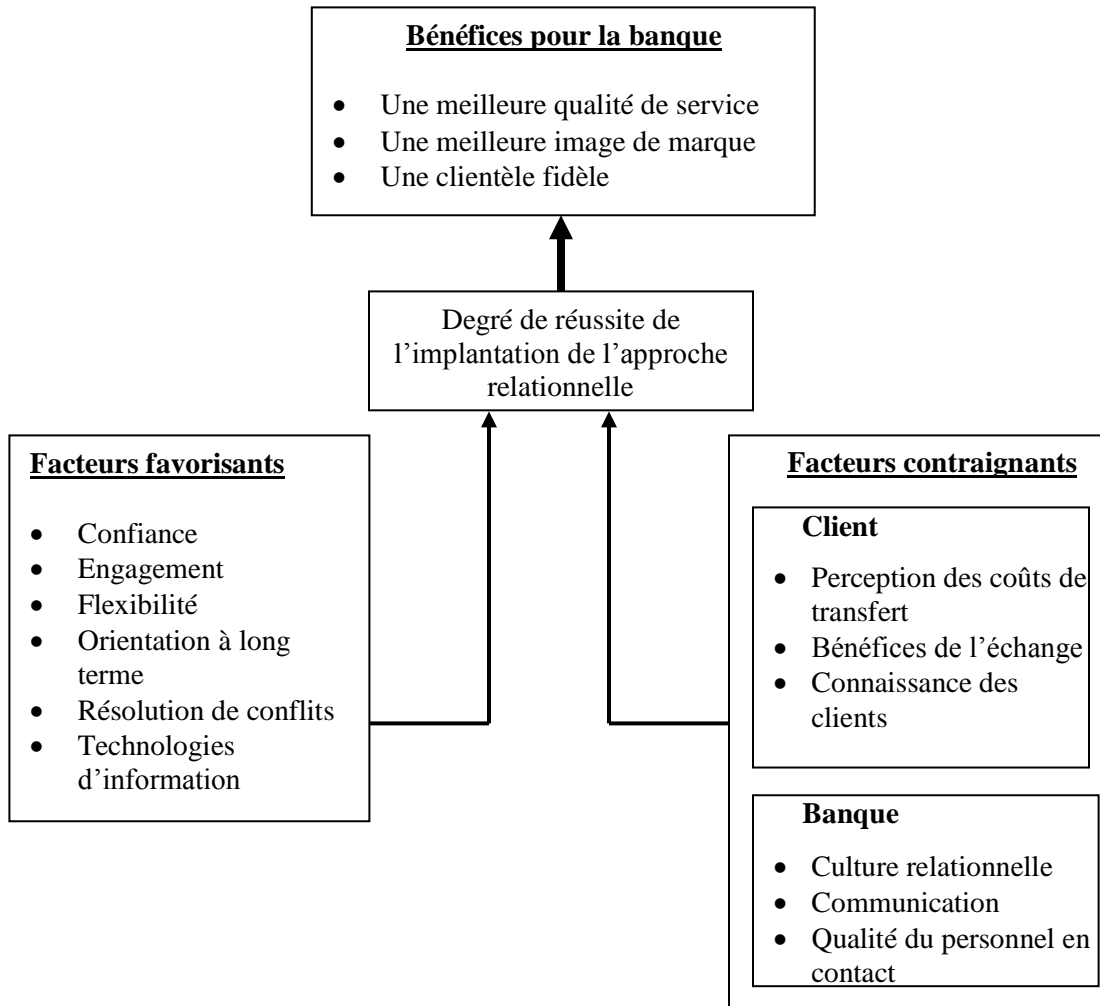 Bénéfices pour la banque
• Une meilleure qualité de service
• Une meilleure image de marque
• Une clientèle fidèle
Degré de réussite de
l’implantation de l’approche
relationnelle
Facteurs favorisants
• Confiance
• Engagement
• Flexibilité
• Orientation à long
terme
• Résolution de conflits
• Technologies
d’information
Facteurs contraignants
Client
• Perception des coûts de
transfert
• Bénéfices de l’échange
• Connaissance des
clients
Banque
• Culture relationnelle
• Communication
• Qualité du personnel en
contact